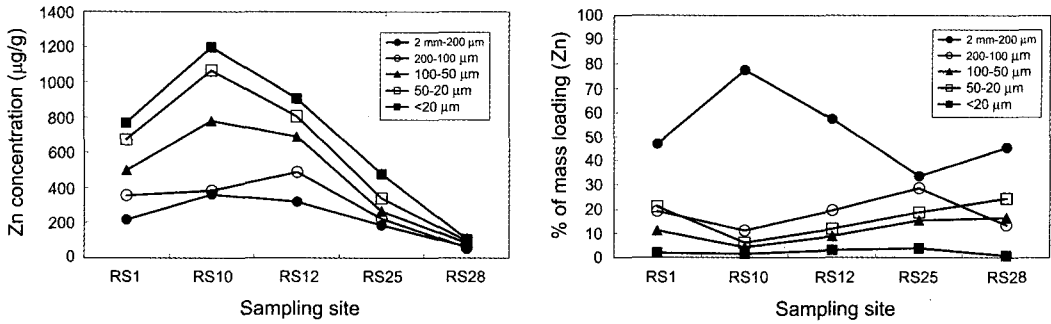 Zn concentration (µg/g)
1400
1200
1000
800
600
400
200
0
2 mm-200 µm
200-100 µm
100-50 µm
50-20 µm
<20 µm
RS1 RS10 RS12 RS25 RS28
Sampling site
% of mass loading (Zn)
100
90
80
70
60
50
40
30
20
10
0
2 mm-200 µm
200-100 µm
100-50 µm
50-20 µm
<20 µm
RS1 RS10 RS12 RS25 RS28
Sampling site